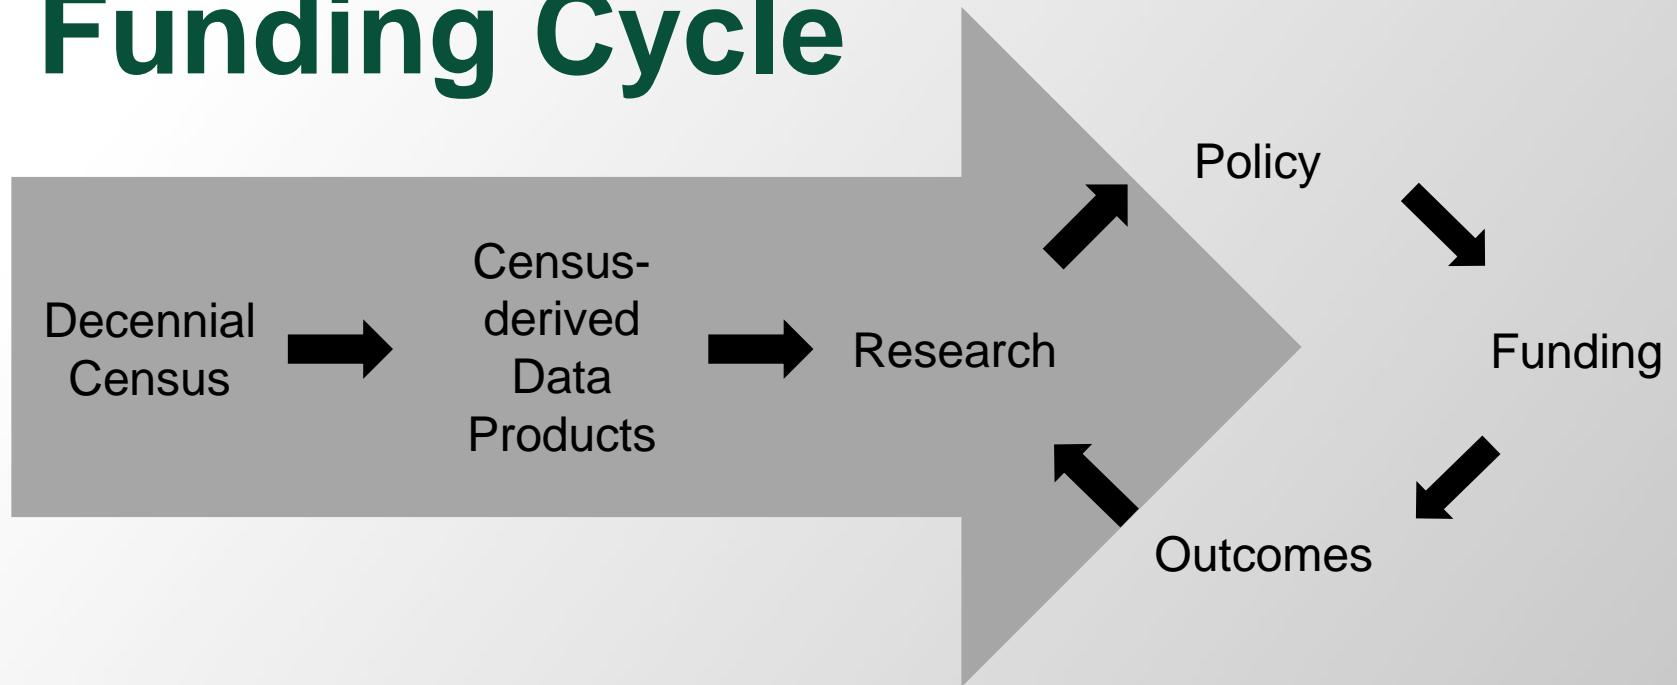 Funding Cycle
Policy
Census-
derived
Data
Products
Decennial
Census
Research
Funding
Outcomes